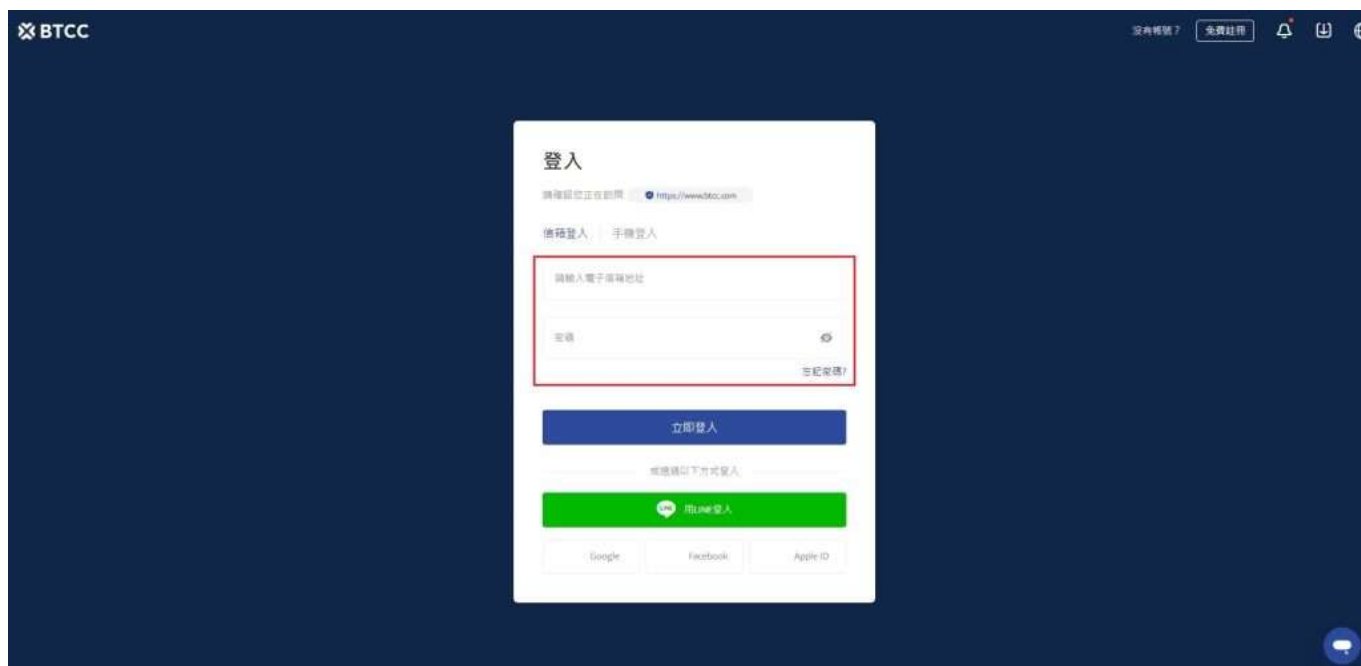 BTCC
沒有帳號？ 免費註冊
登入
請確認您正在訪問 https://www.btcc.com
信箱登入 手機登入
請輸入電子信箱地址
密碼
忘記密碼?
立即登入
或透過以下方式登入
LINE 用LINE登入
Google Facebook Apple ID